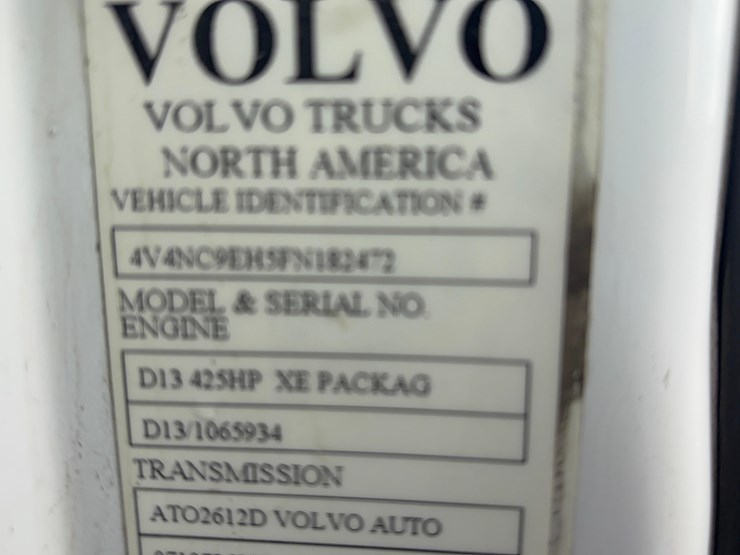 VOLVO
VOLVO TRUCKS
NORTH AMERICA
VEHICLE IDENTIFICATION #
4V4NC9EH5FN182472
MODEL & SERIAL NO.
ENGINE
D13 425HP XE PACKAG
D13/1065934
TRANSMISSION
ATO2612D VOLVO AUTO